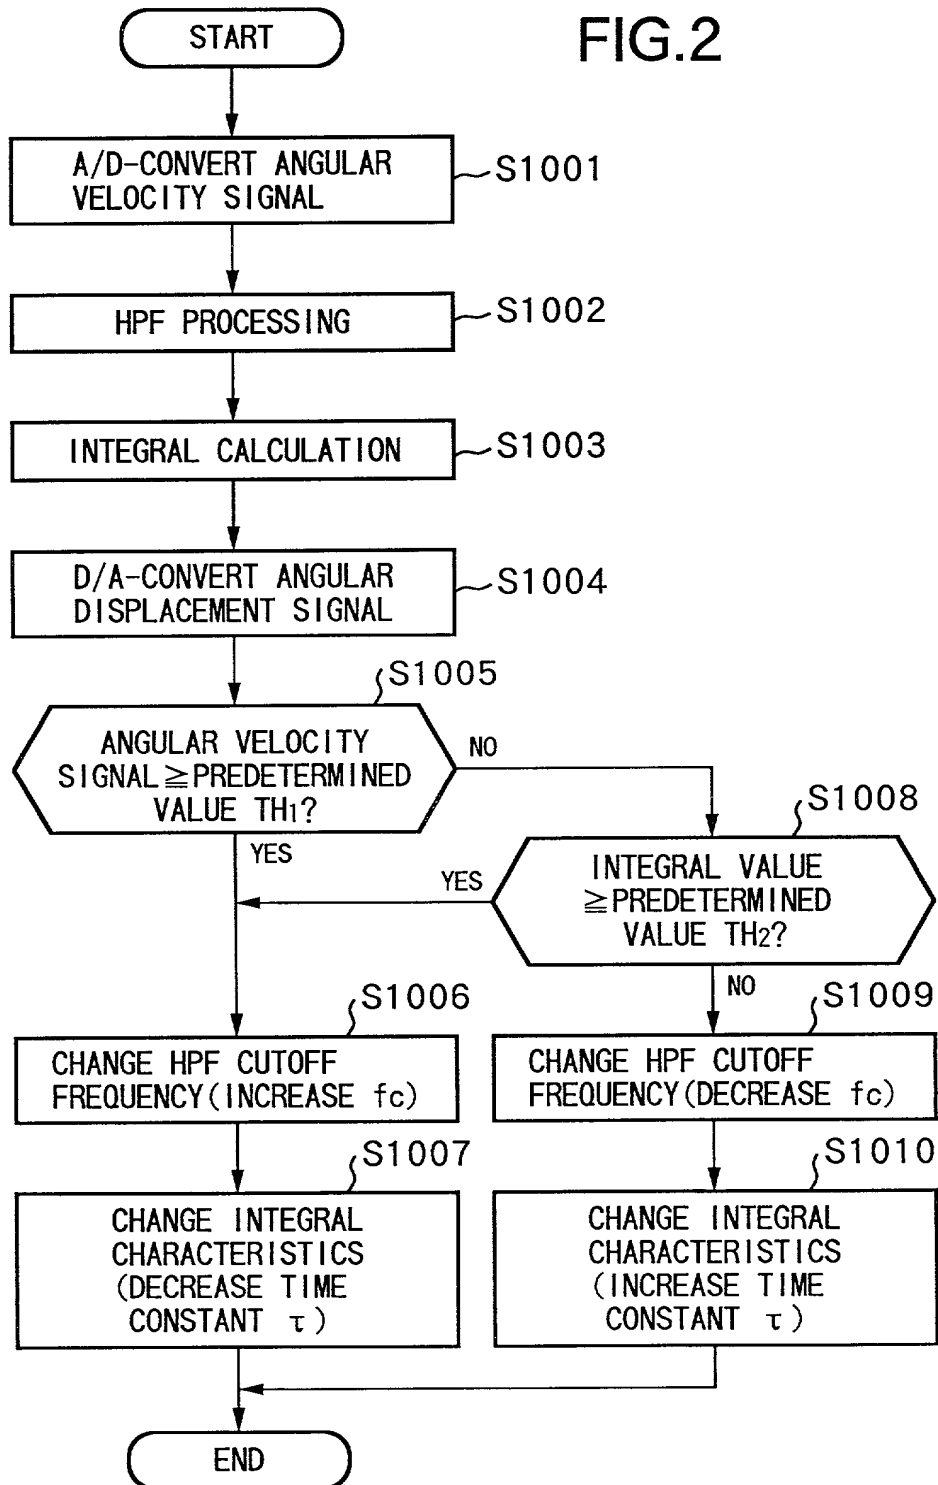 FIG.2
START
A/D-CONVERT ANGULAR
VELOCITY SIGNAL
S1001
HPF PROCESSING
S1002
INTEGRAL CALCULATION
S1003
D/A-CONVERT ANGULAR
DISPLACEMENT SIGNAL
S1004
S1005
ANGULAR VELOCITY
SIGNAL≧PREDETERMINED
VALUE TH1?
NO
YES
S1008
INTEGRAL VALUE
≧PREDETERMINED
VALUE TH2?
YES
NO
S1006
CHANGE HPF CUTOFF
FREQUENCY(INCREASE fc)
S1009
CHANGE HPF CUTOFF
FREQUENCY(DECREASE fc)
S1007
CHANGE INTEGRAL
CHARACTERISTICS
(DECREASE TIME
CONSTANT τ)
S1010
CHANGE INTEGRAL
CHARACTERISTICS
(INCREASE TIME
CONSTANT τ)
END